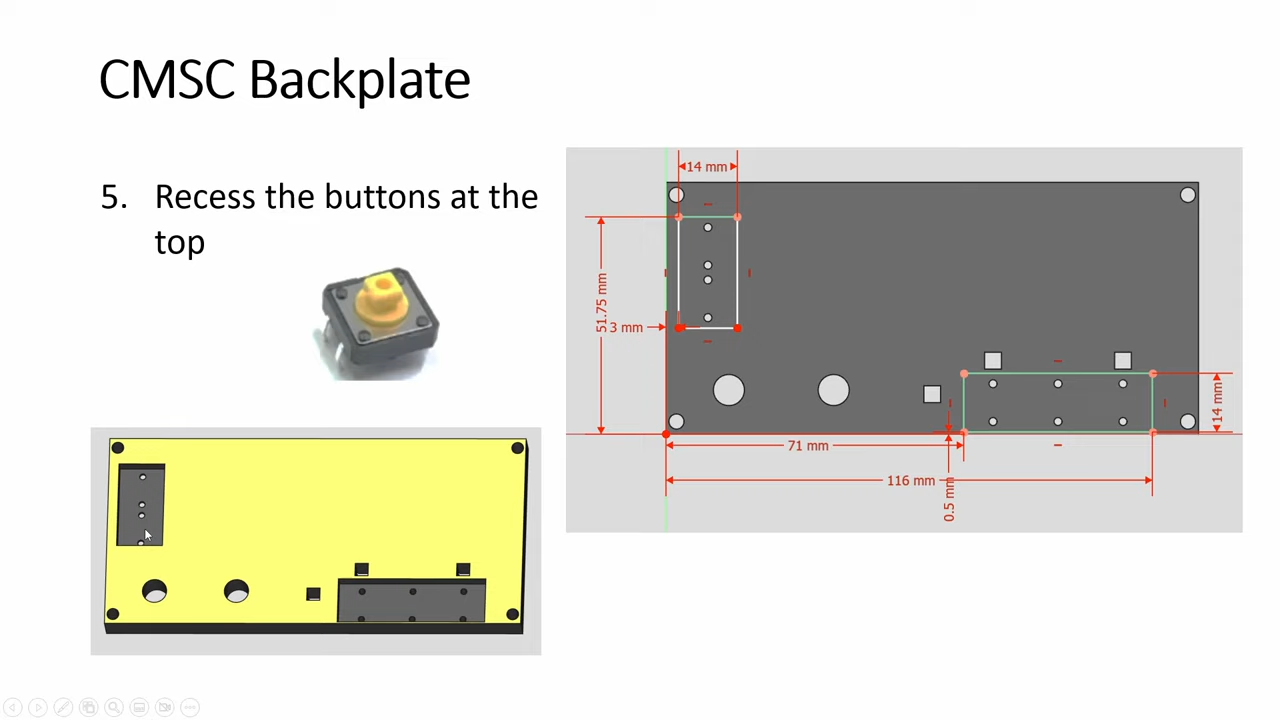 CMSC Backplate
5. Recess the buttons at the
top
14 mm
51.75 mm
3 mm
14 mm
71 mm
116 mm
0.5 mm